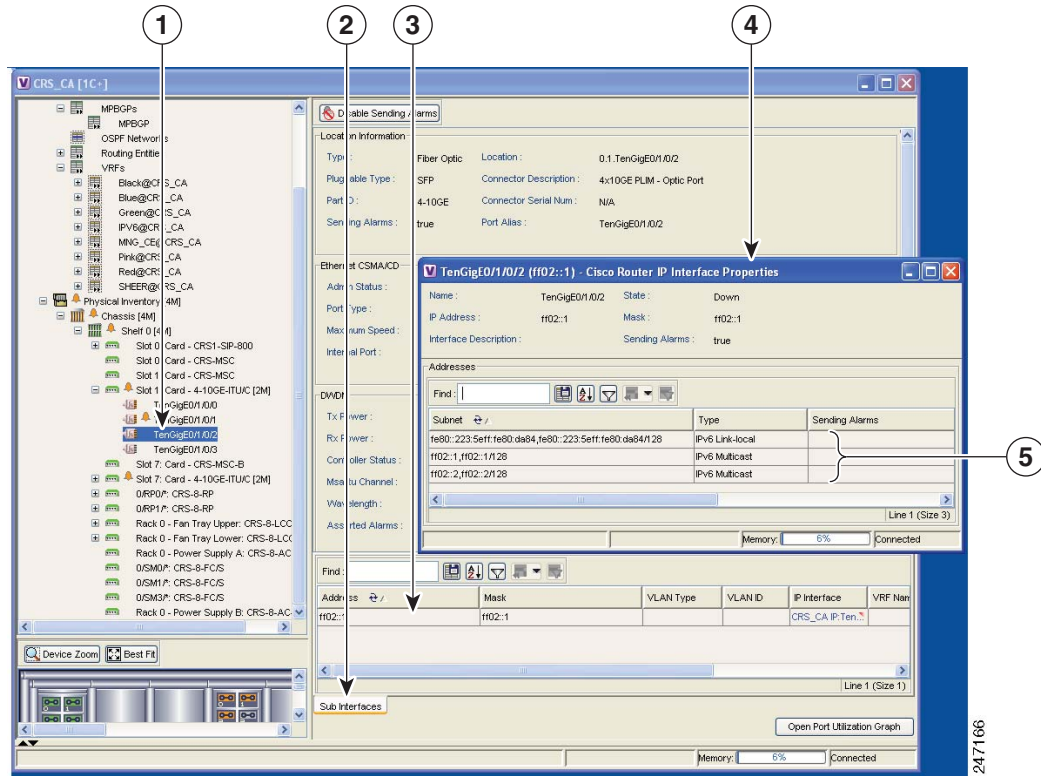 1
2
3
4
CRS_CA [1C+]
MPBGPs
MPBGP
OSPF Networks
Routing Entitie
VRFs
Black@CRS_CA
Blue@CR _CA
Green@C S_CA
IPV6@CR _CA
MNG_CE@ CRS_CA
Pink@CR _CA
Red@CR _CA
SHEER@ RS_CA
Physical Inventory 4M]
Chassis [4M]
Shelf 0 [4M]
Slot 0 Card - CRS1-SIP-800
Slot 0 Card - CRS-MSC
Slot 1 Card - CRS-MSC
Slot 1 Card - 4-10GE-ITU/C [2M]
TenGigE0/1/0/0
TenGigE0/1/0/1
TenGigE0/1/0/2
TenGigE0/1/0/3
Slot 7: Card - CRS-MSC-B
Slot 7: Card - 4-10GE-ITU/C [2M]
0/RP0/*: CRS-8-RP
0/RP1/*: CRS-8-RP
Rack 0 - Fan Tray Upper: CRS-8-LCC
Rack 0 - Fan Tray Lower: CRS-8-LCC
Rack 0 - Power Supply A: CRS-8-AC
0/SM0/*: CRS-8-FC/S
0/SM1/*: CRS-8-FC/S
0/SM3/*: CRS-8-FC/S
Rack 0 - Power Supply B: CRS-8-AC-
Device Zoom Best Fit
Disable Sending Alarms
Location Information
Type : Fiber Optic Location : 0.1.TenGigE0/1/0/2
Pluggable Type : SFP Connector Description : 4x10GE PLIM - Optic Port
Part ID : 4-10GE Connector Serial Num : N/A
Sending Alarms : true Port Alias : TenGigE0/1/0/2
Ethernet CSMA/CD
Admin Status :
Port Type :
Maximum Speed :
Internal Port :
DWDM
Tx Power :
Rx Power :
Controller Status :
Msa Itu Channel :
Wavelength :
Asserted Alarms :
TenGigE0/1/0/2 (ff02::1) - Cisco Router IP Interface Properties
Name : TenGigE0/1/0/2 State : Down
IP Address : ff02::1 Mask : ff02::1
Interface Description : Sending Alarms : true
Addresses
Find :
Subnet Type Sending Alarms
fe80::223:5eff:fe80:da84,fe80::223:5eff:fe80:da84/128 IPv6 Link-local
ff02::1,ff02::1/128 IPv6 Multicast
ff02::2,ff02::2/128 IPv6 Multicast
5
Line 1 (Size 3)
Memory: 6% Connected
Find :
Address Mask VLAN Type VLAN ID IP Interface VRF Nam
ff02::1 ff02::1 CRS_CA IP:Ten..
Line 1 (Size 1)
Sub Interfaces
Open Port Utilization Graph
Memory: 6% Connected
247166